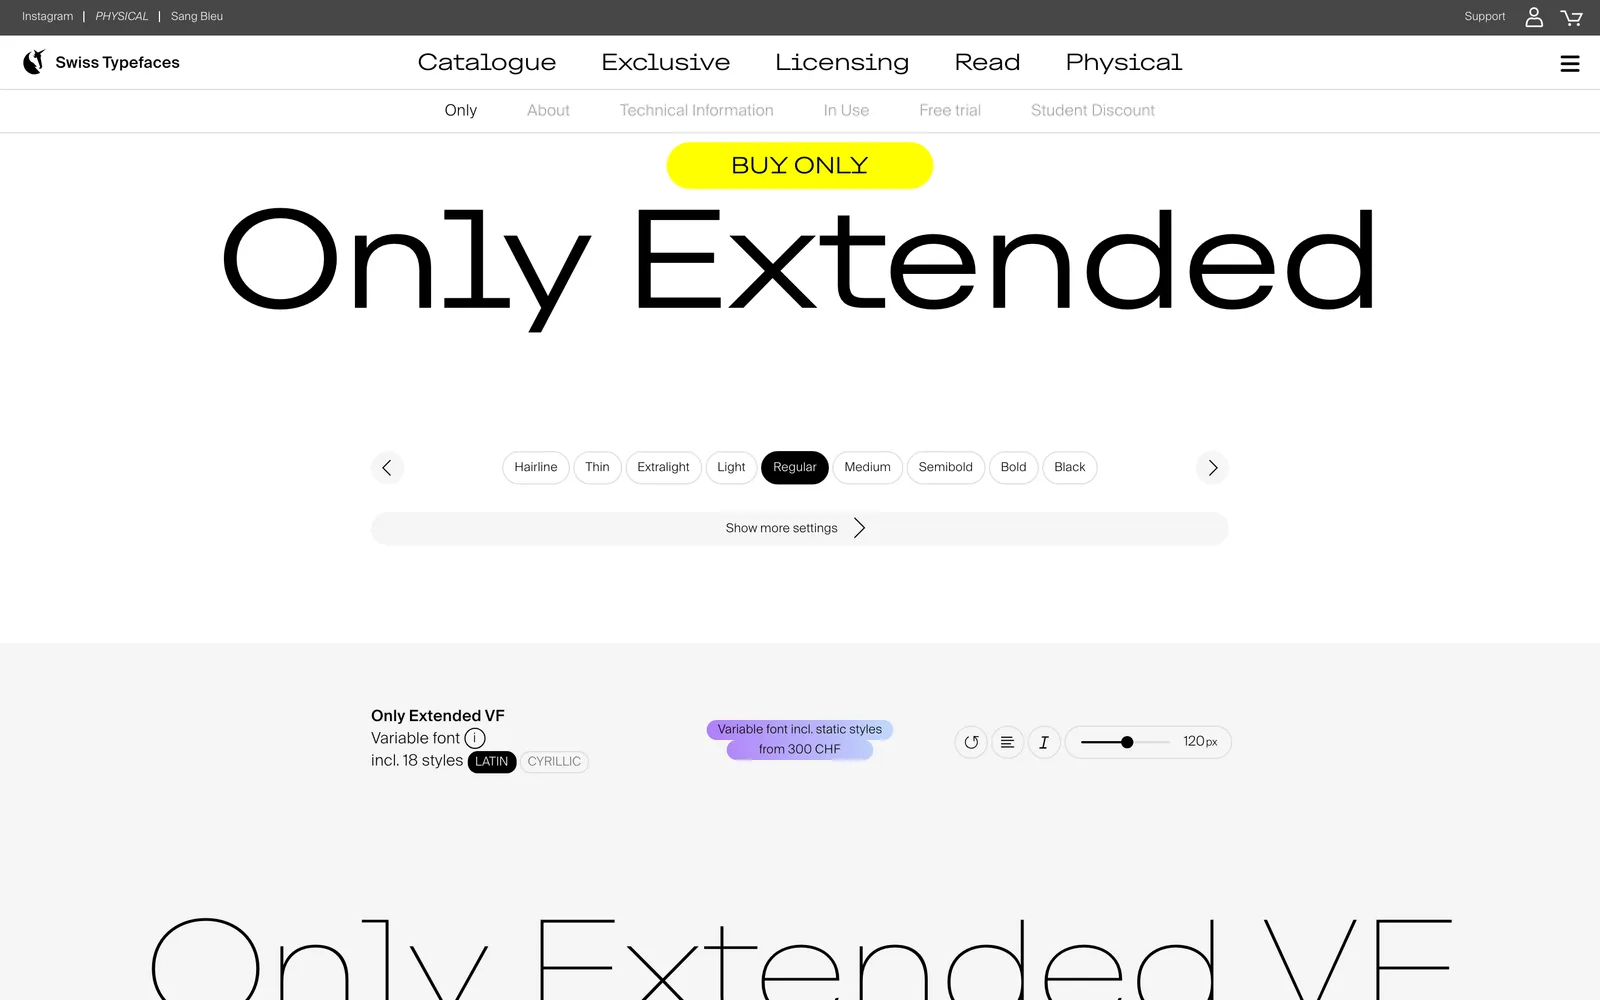 Instagram | PHYSICAL | Sang Bleu
Support
Swiss Typefaces
Catalogue Exclusive Licensing Read Physical
Only About Technical Information In Use Free trial Student Discount
BUY ONLY
Only Extended
Hairline Thin Extralight Light Regular Medium Semibold Bold Black
Show more settings
Only Extended VF
Variable font i
incl. 18 styles LATIN CYRILLIC
Variable font incl. static styles
from 300 CHF
I
120px
Only Extended VF